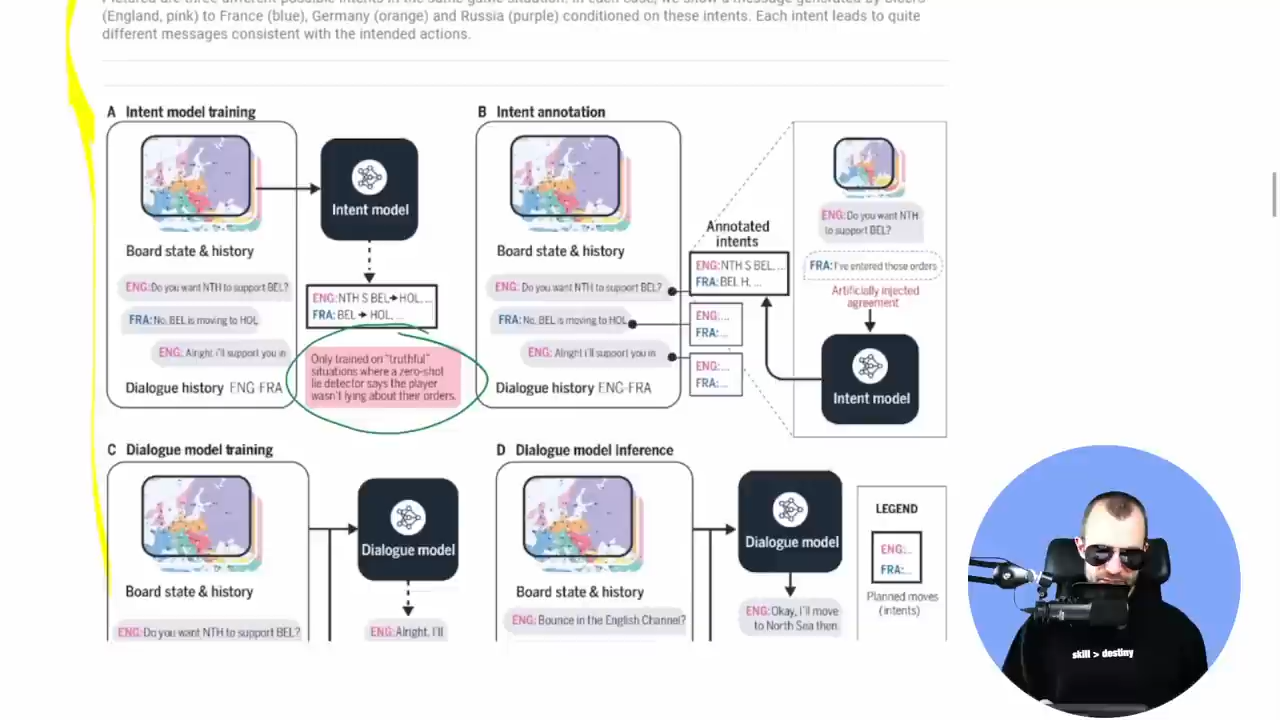 (England, pink) to France (blue), Germany (orange) and Russia (purple) conditioned on these intents. Each intent leads to quite
different messages consistent with the intended actions.
A Intent model training
Intent model
Board state & history
ENG: Do you want NTH to support BEL?
FRA: No, BEL is moving to HOL
ENG: Alright i'll support you in
Dialogue history ENG-FRA
ENG: NTH S BEL➔HOL, ...
FRA: BEL ➔ HOL, ...
Only trained on "truthful"
situations where a zero-shot
lie detector says the player
wasn't lying about their orders.
B Intent annotation
Board state & history
ENG: Do you want NTH to support BEL?
FRA: No, BEL is moving to HOL
ENG: Alright i'll support you in
Dialogue history ENG-FRA
Annotated
intents
ENG: NTH S BEL, ...
FRA: BEL H, ...
ENG: ...
FRA: ...
ENG: ...
FRA: ...
ENG: Do you want NTH
to support BEL?
FRA: I've entered those orders
Artificially injected
agreement
Intent model
C Dialogue model training
Board state & history
ENG: Do you want NTH to support BEL?
Dialogue model
ENG: Alright, I'll
D Dialogue model inference
Board state & history
ENG: Bounce in the English Channel?
Dialogue model
ENG: Okay, I'll move
to North Sea then
LEGEND
ENG:..
FRA:..
Planned moves
(intents)
skill > destiny